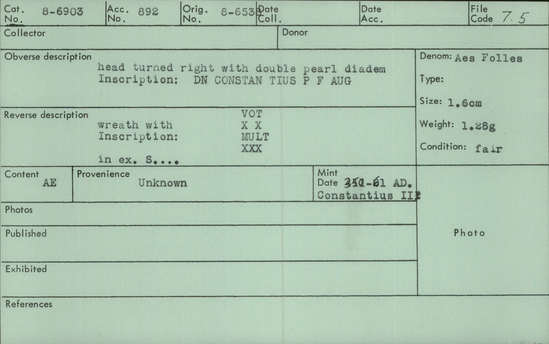 Cat. No. 8-6903 Acc. No. 892 Orig. No. 8-653 Date Coll. Date Acc. File Code 7.5
Collector Donor
Obverse description
head turned right with double pearl diadem
Inscription: DN CONSTAN TIUS P F AUG
Denom: Aes Folles
Type:
Size: 1.6cm
Weight: 1.28g
Condition: fair
Reverse description VOT
wreath with X X
Inscription: MULT
XXX
in ex. S....
Content AE Provenience Unknown Mint
Date AD.
Constantius II
Photos
Published
Exhibited
References
Photo